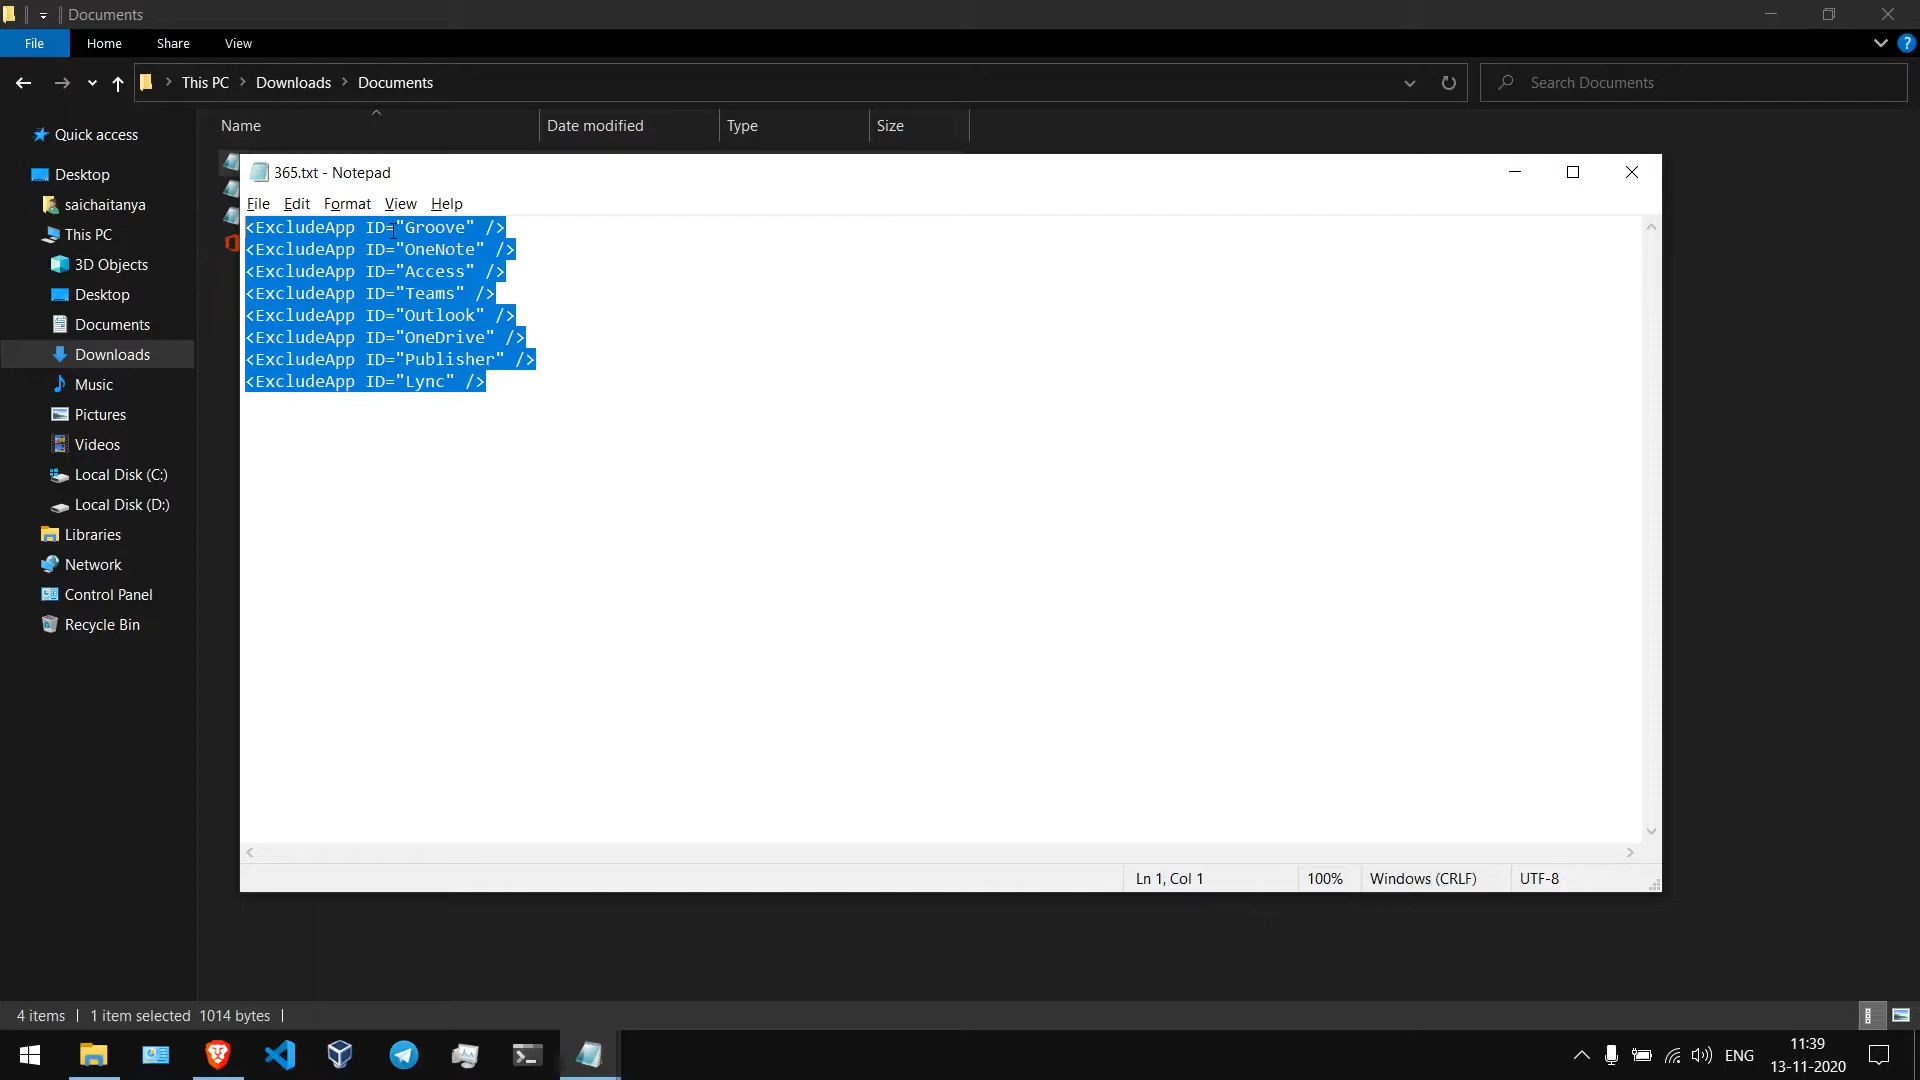 Documents
File Home Share View
This PC Downloads Documents
Search Documents
Name Date modified Type Size
Quick access
Desktop
saichaitanya
This PC
3D Objects
Desktop
Documents
Downloads
Music
Pictures
Videos
Local Disk (C:)
Local Disk (D:)
Libraries
Network
Control Panel
Recycle Bin
365.txt - Notepad
File Edit Format View Help
<ExcludeApp ID="Groove" />
<ExcludeApp ID="OneNote" />
<ExcludeApp ID="Access" />
<ExcludeApp ID="Teams" />
<ExcludeApp ID="Outlook" />
<ExcludeApp ID="OneDrive" />
<ExcludeApp ID="Publisher" />
<ExcludeApp ID="Lync" />
Ln 1, Col 1 100% Windows (CRLF) UTF-8
4 items 1 item selected 1014 bytes
ENG
11:39
13-11-2020